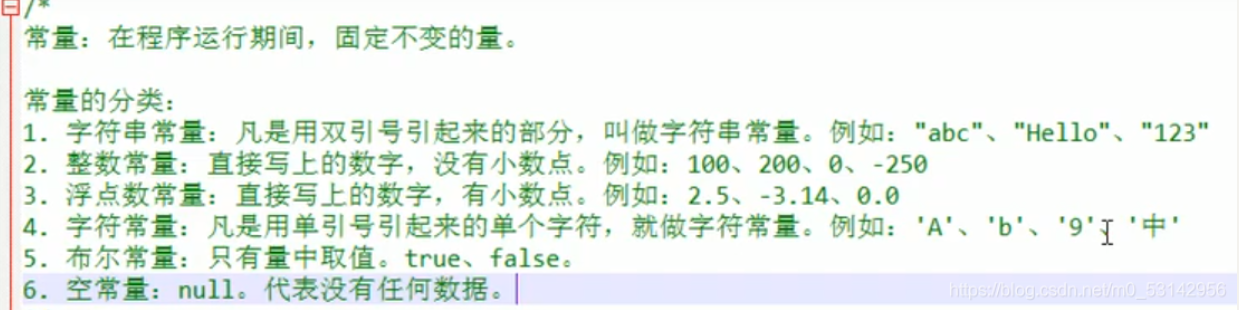 /*
常量：在程序运行期间，固定不变的量。
常量的分类：
1. 字符串常量：凡是用双引号引起来的部分，叫做字符串常量。例如："abc"、"Hello"、"123"
2. 整数常量：直接写上的数字，没有小数点。例如：100、200、0、-250
3. 浮点数常量：直接写上的数字，有小数点。例如：2.5、-3.14、0.0
4. 字符常量：凡是用单引号引起来的单个字符，就做字符常量。例如：'A'、'b'、'9'、'中'
5. 布尔常量：只有量中取值。true、false。
6. 空常量：null。代表没有任何数据。
https://blog.csdn.net/m0_53142956